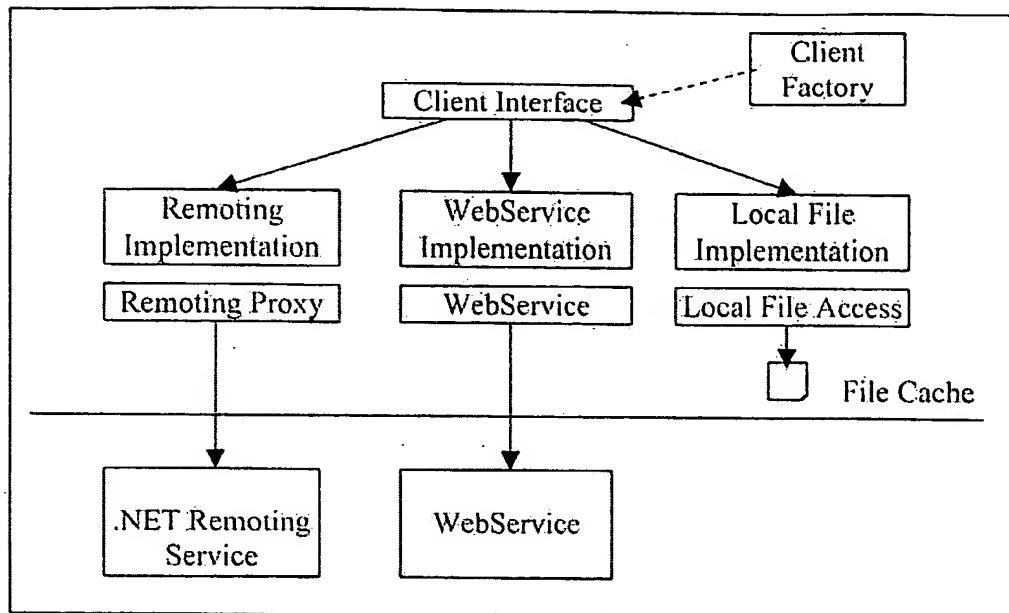 Client
Factory
Client Interface
Remoting
Implementation
WebService
Implementation
Local File
Implementation
Remoting Proxy
WebService
Local File Access
File Cache
.NET Remoting
Service
WebService